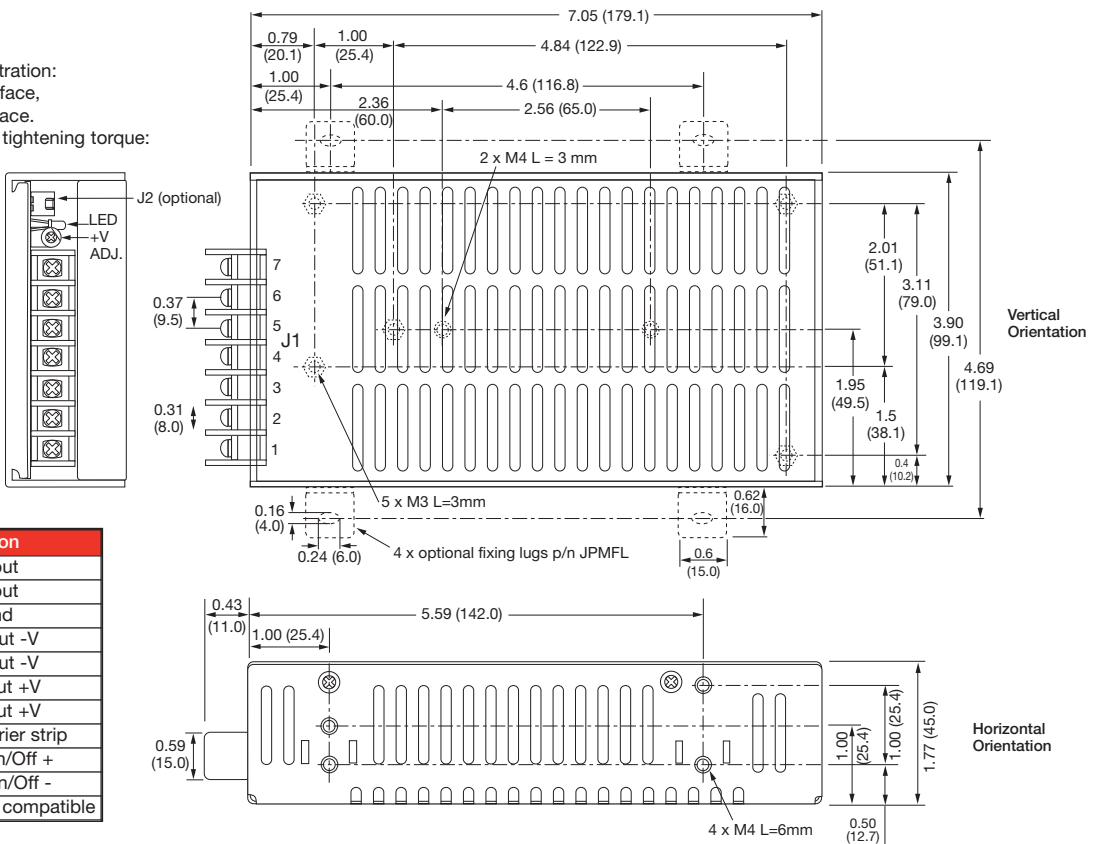 tration:
face,
ace.
tightening torque:
7.05 (179.1)
0.79
(20.1)
1.00
(25.4)
4.84 (122.9)
1.00
(25.4)
4.6 (116.8)
2.36
(60.0)
2.56 (65.0)
2 x M4 L = 3 mm
J2 (optional)
LED
+V
ADJ.
0.37
(9.5)
0.31
(8.0)
7
6
5
J1
4
3
2
1
2.01
(51.1)
3.11
(79.0)
3.90
(99.1)
4.69
(119.1)
1.95
(49.5)
1.5
(38.1)
0.4
(10.2)
Vertical
Orientation
5 x M3 L=3mm
0.16
(4.0)
0.24 (6.0)
4 x optional fixing lugs p/n JPMFL
0.62
(16.0)
0.6
(15.0)
on
out
out
nd
ut -V
ut -V
ut +V
ut +V
rier strip
n/Off +
n/Off -
compatible
0.43
(11.0)
5.59 (142.0)
1.00 (25.4)
0.59
(15.0)
1.00
(25.4)
1.00 (25.4)
1.77 (45.0)
Horizontal
Orientation
4 x M4 L=6mm
0.50
(12.7)